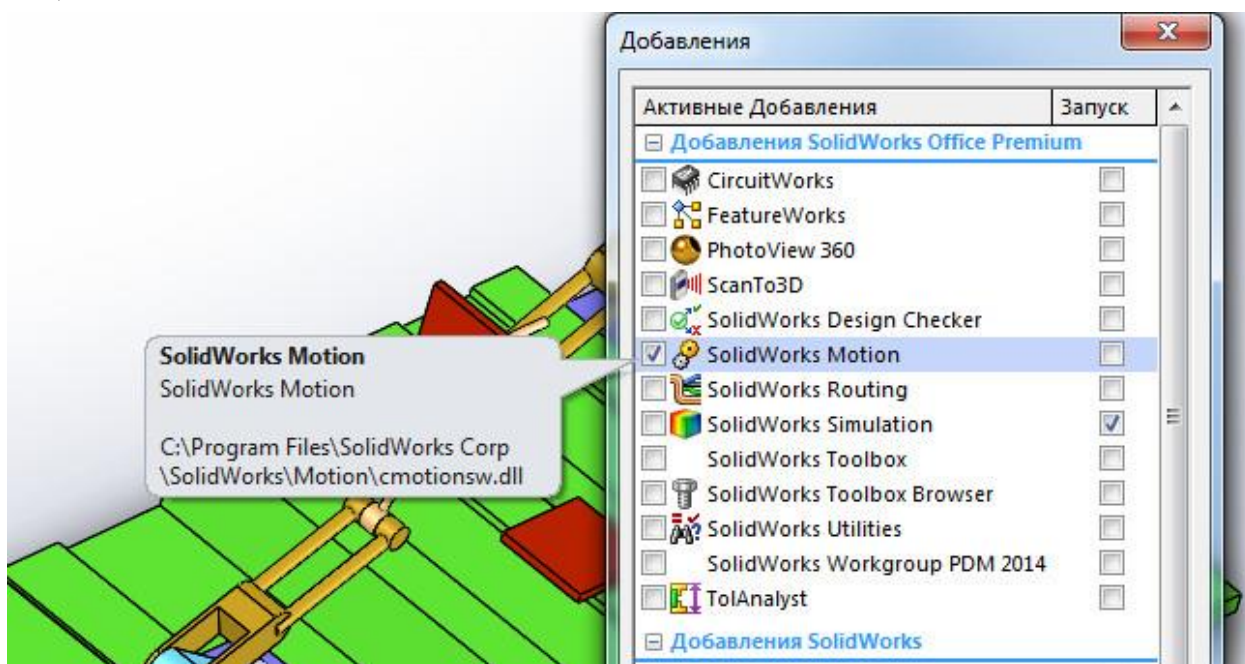 Добавления
Активные Добавления
Запуск
Добавления SolidWorks Office Premium
CircuitWorks
FeatureWorks
PhotoView 360
ScanTo3D
SolidWorks Design Checker
SolidWorks Motion
SolidWorks Routing
SolidWorks Simulation
SolidWorks Toolbox
SolidWorks Toolbox Browser
SolidWorks Utilities
SolidWorks Workgroup PDM 2014
TolAnalyst
Добавления SolidWorks
SolidWorks Motion
SolidWorks Motion
C:\Program Files\SolidWorks Corp
\SolidWorks\Motion\cmotionsw.dll